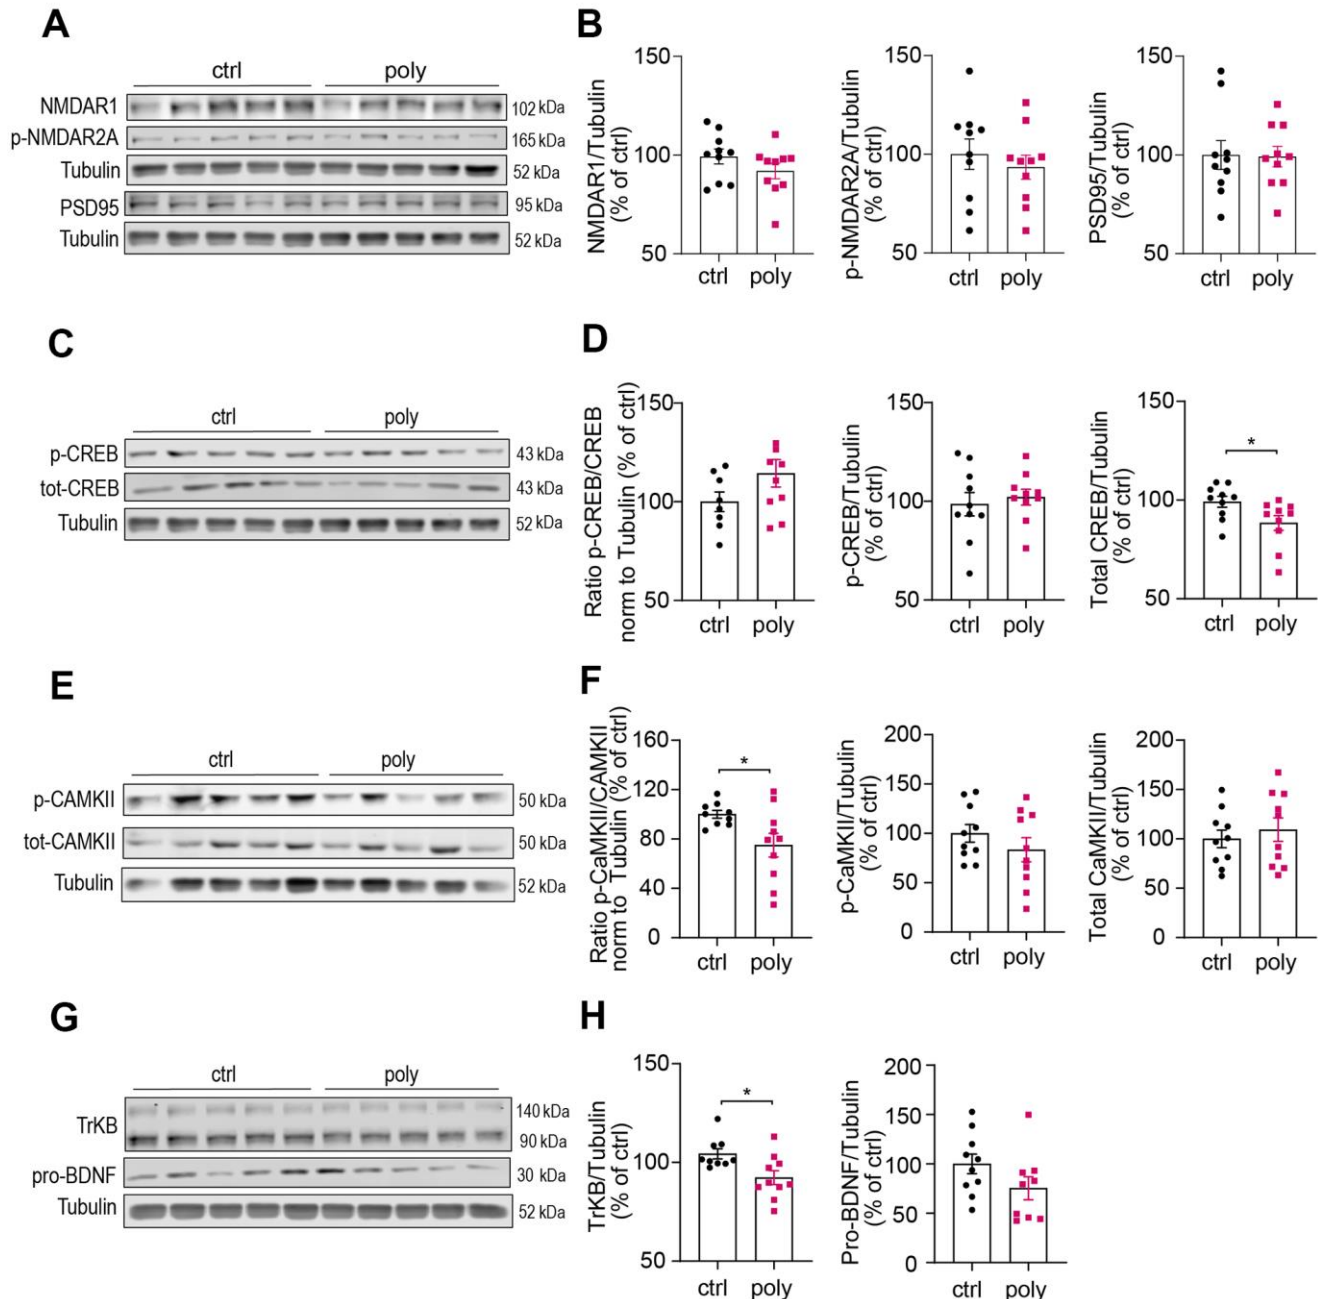 A
ctrl poly
NMDAR1 102 kDa
p-NMDAR2A 165 kDa
Tubulin 52 kDa
PSD95 95 kDa
Tubulin 52 kDa
B
NMDAR1/Tubulin
(% of ctrl)
150
100
50
ctrl poly
p-NMDAR2A/Tubulin
(% of ctrl)
150
100
50
ctrl poly
PSD95/Tubulin
(% of ctrl)
150
100
50
ctrl poly
C
ctrl poly
p-CREB 43 kDa
tot-CREB 43 kDa
Tubulin 52 kDa
D
Ratio p-CREB/CREB
norm to Tubulin (% of ctrl)
150
100
50
ctrl poly
p-CREB/Tubulin
(% of ctrl)
150
100
50
ctrl poly
Total CREB/Tubulin
(% of ctrl)
150
100
50
*
ctrl poly
E
ctrl poly
p-CAMKII 50 kDa
tot-CAMKII 50 kDa
Tubulin 52 kDa
F
Ratio p-CaMKII/CAMKII
norm to Tubulin (% of ctrl)
160
120
80
40
0
*
ctrl poly
p-CaMKII/Tubulin
(% of ctrl)
200
150
100
50
0
ctrl poly
Total CaMKII/Tubulin
(% of ctrl)
200
150
100
50
0
ctrl poly
G
ctrl poly
TrKB 140 kDa
90 kDa
pro-BDNF 30 kDa
Tubulin 52 kDa
H
TrKB/Tubulin
(% of ctrl)
150
100
50
*
ctrl poly
Pro-BDNF/Tubulin
(% of ctrl)
200
150
100
50
0
ctrl poly